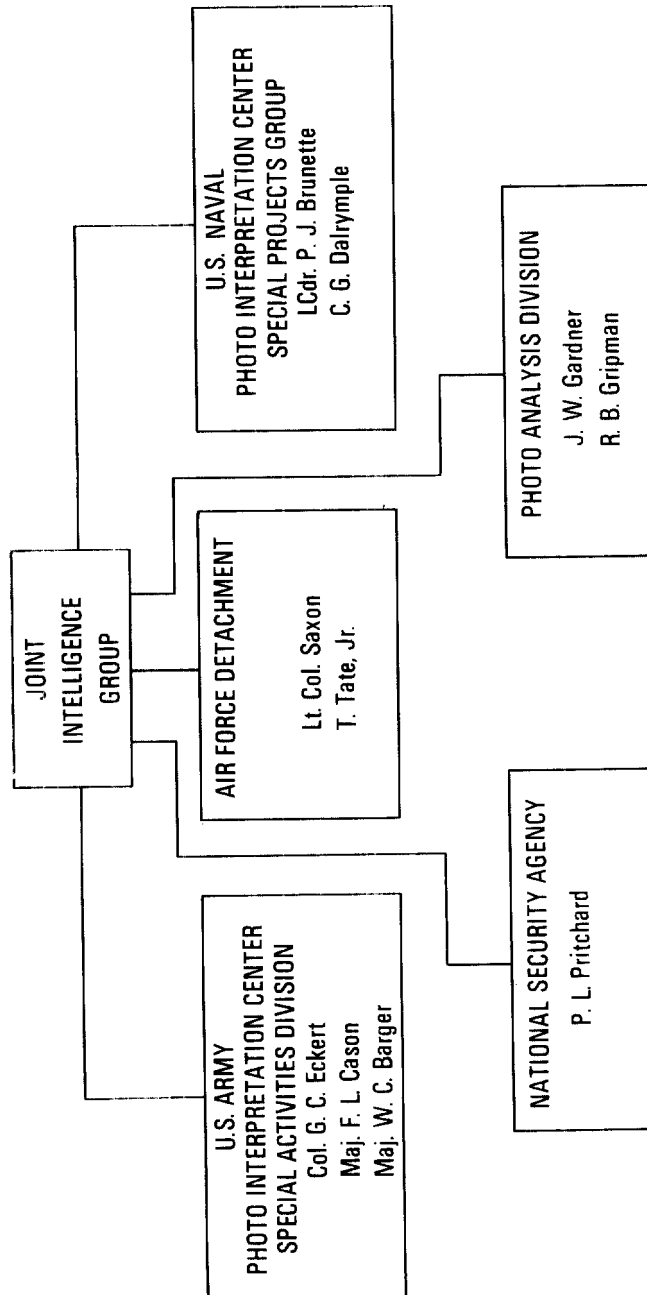 JOINT
INTELLIGENCE
GROUP
U.S. ARMY
PHOTO INTERPRETATION CENTER
SPECIAL ACTIVITIES DIVISION
Col. G. C. Eckert
Maj. F. L. Cason
Maj. W. C. Barger
AIR FORCE DETACHMENT
Lt. Col. Saxon
T. Tate, Jr.
U.S. NAVAL
PHOTO INTERPRETATION CENTER
SPECIAL PROJECTS GROUP
LCdr. P. J. Brunette
C. G. Dalrymple
NATIONAL SECURITY AGENCY
P. L. Pritchard
PHOTO ANALYSIS DIVISION
J. W. Gardner
R. B. Gripman